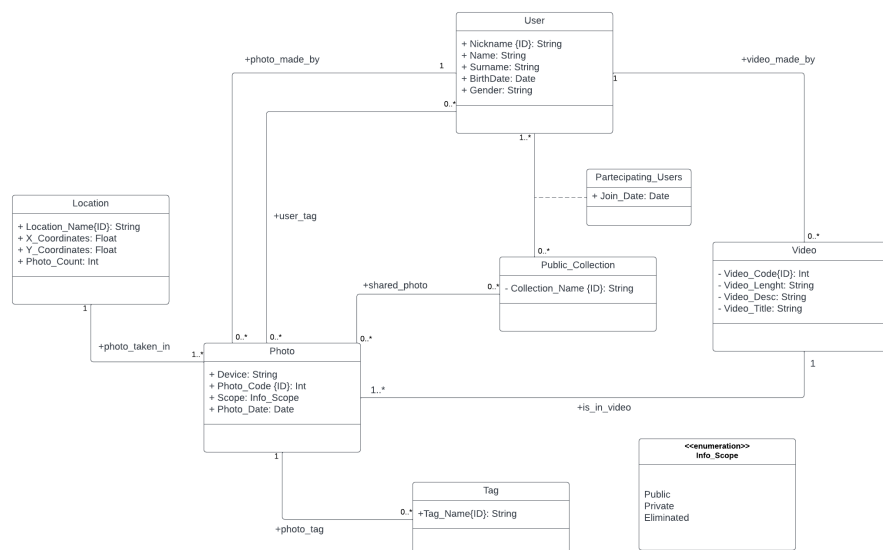 User
+ Nickname {ID}: String
+ Name: String
+ Surname: String
+ BirthDate: Date
+ Gender: String
+photo_made_by
1
1
+video_made_by
0..*
1..*
Partecipating_Users
+ Join_Date: Date
Location
+ Location_Name{ID}: String
+ X_Coordinates: Float
+ Y_Coordinates: Float
+ Photo_Count: Int
+user_tag
0..*
0..*
Public_Collection
- Collection_Name {ID}: String
+shared_photo
0..*
Video
- Video_Code{ID}: Int
- Video_Lenght: String
- Video_Desc: String
- Video_Title: String
1
+photo_taken_in
1..*
0..*
0..*
0..*
Photo
+ Device: String
+ Photo_Code {ID}: Int
+ Scope: Info_Scope
+ Photo_Date: Date
1
1..*
+is_in_video
1
<<enumeration>>
Info_Scope
Public
Private
Eliminated
Tag
+Tag_Name{ID}: String
0..*
+photo_tag